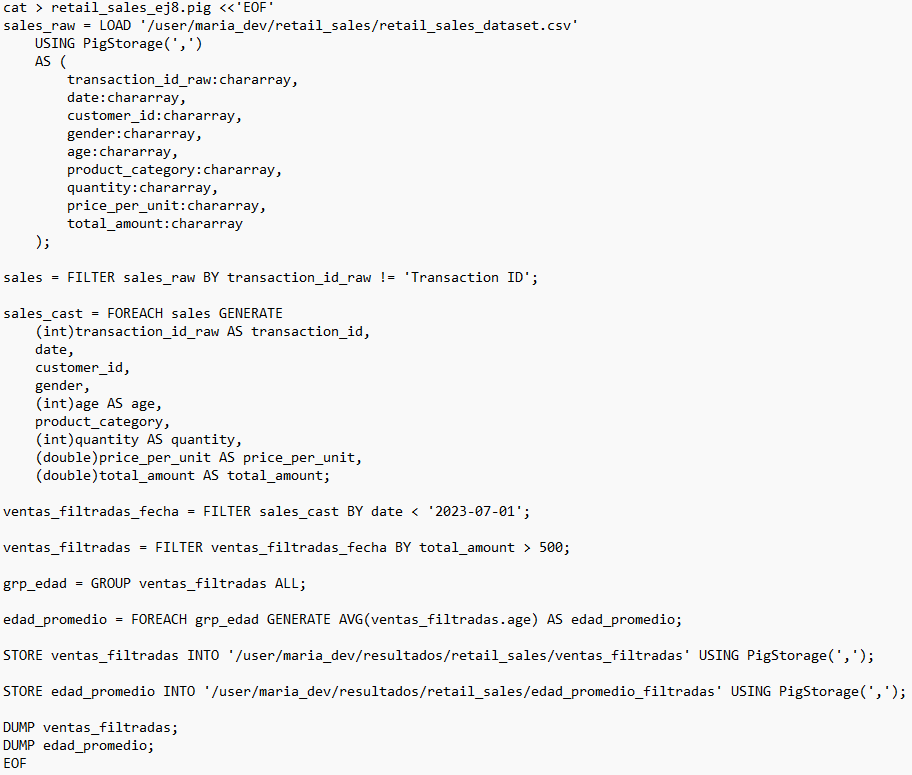 cat > retail_sales_ej8.pig <<'EOF'
sales_raw = LOAD '/user/maria_dev/retail_sales/retail_sales_dataset.csv'
    USING PigStorage(',')
    AS (
        transaction_id_raw:chararray,
        date:chararray,
        customer_id:chararray,
        gender:chararray,
        age:chararray,
        product_category:chararray,
        quantity:chararray,
        price_per_unit:chararray,
        total_amount:chararray
    );

sales = FILTER sales_raw BY transaction_id_raw != 'Transaction ID';

sales_cast = FOREACH sales GENERATE
    (int)transaction_id_raw AS transaction_id,
    date,
    customer_id,
    gender,
    (int)age AS age,
    product_category,
    (int)quantity AS quantity,
    (double)price_per_unit AS price_per_unit,
    (double)total_amount AS total_amount;

ventas_filtradas_fecha = FILTER sales_cast BY date < '2023-07-01';

ventas_filtradas = FILTER ventas_filtradas_fecha BY total_amount > 500;

grp_edad = GROUP ventas_filtradas ALL;

edad_promedio = FOREACH grp_edad GENERATE AVG(ventas_filtradas.age) AS edad_promedio;

STORE ventas_filtradas INTO '/user/maria_dev/resultados/retail_sales/ventas_filtradas' USING PigStorage(',');

STORE edad_promedio INTO '/user/maria_dev/resultados/retail_sales/edad_promedio_filtradas' USING PigStorage(',');

DUMP ventas_filtradas;
DUMP edad_promedio;
EOF